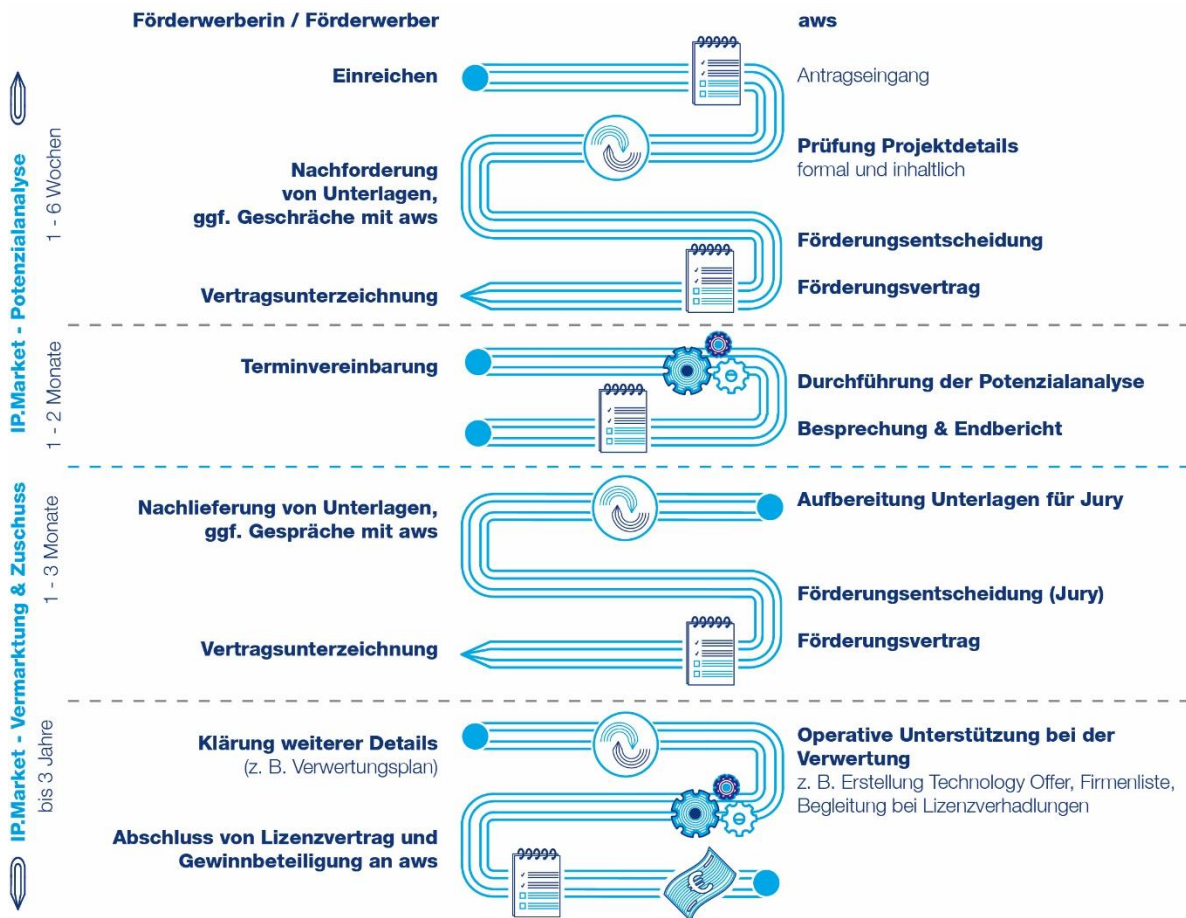 Förderwerberin / Förderwerber
aws
Einreichen
Antragseingang
Prüfung Projektdetails
formal und inhaltlich
Nachforderung
von Unterlagen,
ggf. Geschräche mit aws
Förderungsentscheidung
Vertragsunterzeichnung
Förderungsvertrag
IP.Market - Potenzialanalyse
1 - 6 Wochen
Terminvereinbarung
Durchführung der Potenzialanalyse
Besprechung & Endbericht
1 - 2 Monate
Aufbereitung Unterlagen für Jury
Nachlieferung von Unterlagen,
ggf. Gespräche mit aws
Förderungsentscheidung (Jury)
Vertragsunterzeichnung
Förderungsvertrag
IP.Market - Vermarktung & Zuschuss
1 - 3 Monate
Klärung weiterer Details
(z. B. Verwertungsplan)
Operative Unterstützung bei der
Verwertung
z. B. Erstellung Technology Offer, Firmenliste,
Begleitung bei Lizenzverhadlungen
bis 3 Jahre
Abschluss von Lizenzvertrag und
Gewinnbeteiligung an aws
€